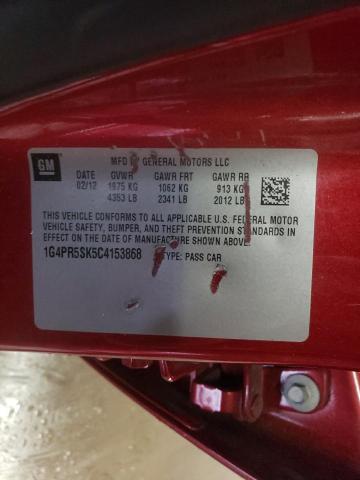 GM
MFD BY GENERAL MOTORS LLC
DATE GVWR GAWR FRT GAWR RR
02/12 1975 KG 1062 KG 913 KG
4353 LB 2341 LB 2012 LB
THIS VEHICLE CONFORMS TO ALL APPLICABLE U.S. FEDERAL MOTOR
VEHICLE SAFETY, BUMPER, AND THEFT PREVENTION STANDARDS IN
EFFECT ON THE DATE OF MANUFACTURE SHOWN ABOVE.
1G4PR5SK5C4153868 TYPE: PASS CAR